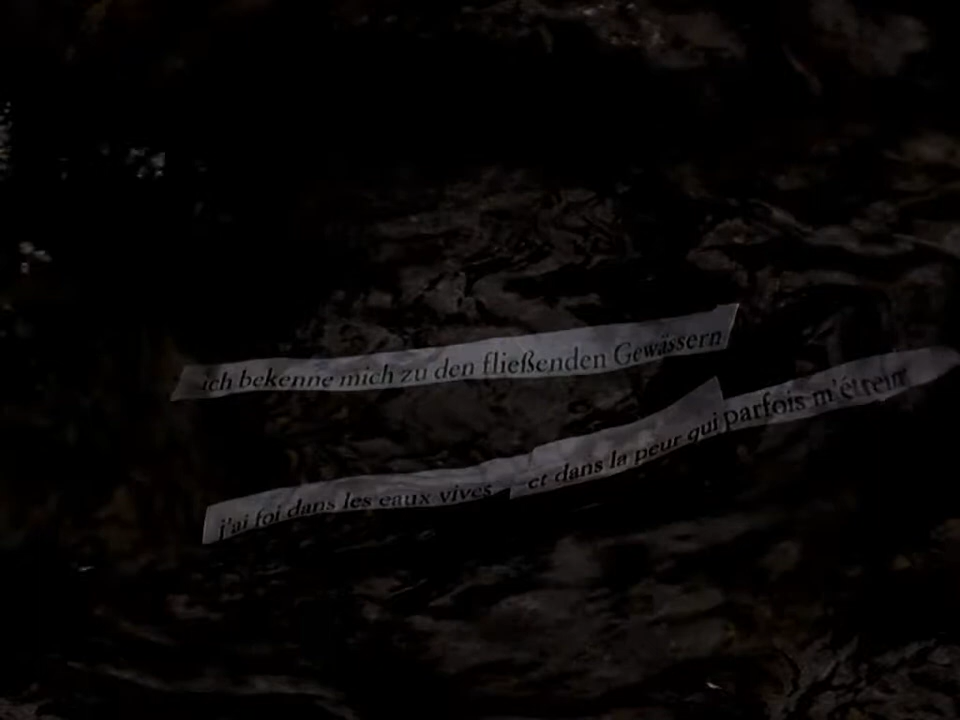 ich bekenne mich zu den fließenden Gewässern
j'ai foi dans les eaux vives et dans la peur qui parfois m'étreint